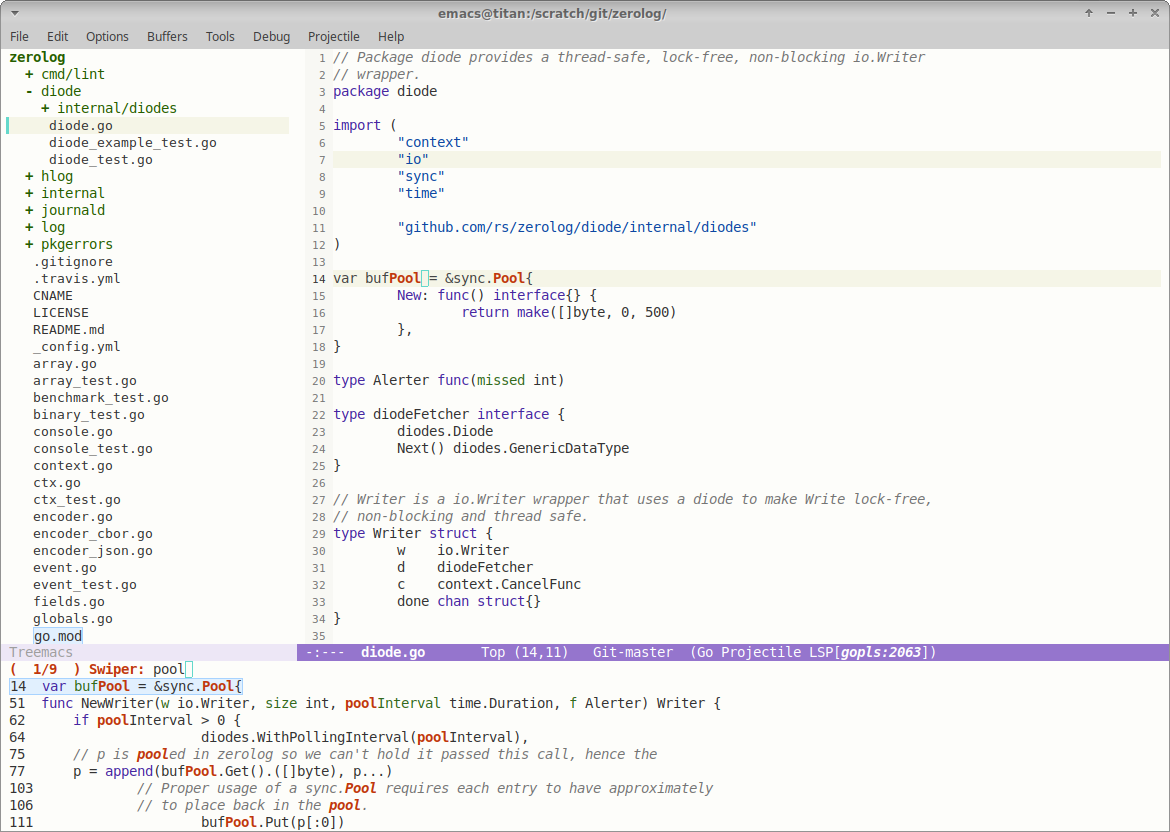 emacs@titan:/scratch/git/zerolog/
File Edit Options Buffers Tools Debug Projectile Help
zerolog
+ cmd/lint
- diode
+ internal/diodes
diode.go
diode_example_test.go
diode_test.go
+ hlog
+ internal
+ journald
+ log
+ pkgerrors
.gitignore
.travis.yml
CNAME
LICENSE
README.md
_config.yml
array.go
array_test.go
benchmark_test.go
binary_test.go
console.go
console_test.go
context.go
ctx.go
ctx_test.go
encoder.go
encoder_cbor.go
encoder_json.go
event.go
event_test.go
fields.go
globals.go
go.mod
Treemacs
1 // Package diode provides a thread-safe, lock-free, non-blocking io.Writer
2 // wrapper.
3 package diode
4
5 import (
6         "context"
7         "io"
8         "sync"
9         "time"
10
11         "github.com/rs/zerolog/diode/internal/diodes"
12 )
13
14 var bufPool = &sync.Pool{
15         New: func() interface{} {
16                 return make([]byte, 0, 500)
17         },
18 }
19
20 type Alerter func(missed int)
21
22 type diodeFetcher interface {
23         diodes.Diode
24         Next() diodes.GenericDataType
25 }
26
27 // Writer is a io.Writer wrapper that uses a diode to make Write lock-free,
28 // non-blocking and thread safe.
29 type Writer struct {
30         w    io.Writer
31         d    diodeFetcher
32         c    context.CancelFunc
33         done chan struct{}
34 }
35
-:---  diode.go       Top (14,11)   Git-master  (Go Projectile LSP[gopls:2063])
(  1/9  ) Swiper: pool
14  var bufPool = &sync.Pool{
51  func NewWriter(w io.Writer, size int, poolInterval time.Duration, f Alerter) Writer {
62      if poolInterval > 0 {
64                      diodes.WithPollingInterval(poolInterval),
75      // p is pooled in zerolog so we can't hold it passed this call, hence the
77      p = append(bufPool.Get().([]byte), p...)
103             // Proper usage of a sync.Pool requires each entry to have approximately
106             // to place back in the pool.
111                     bufPool.Put(p[:0])